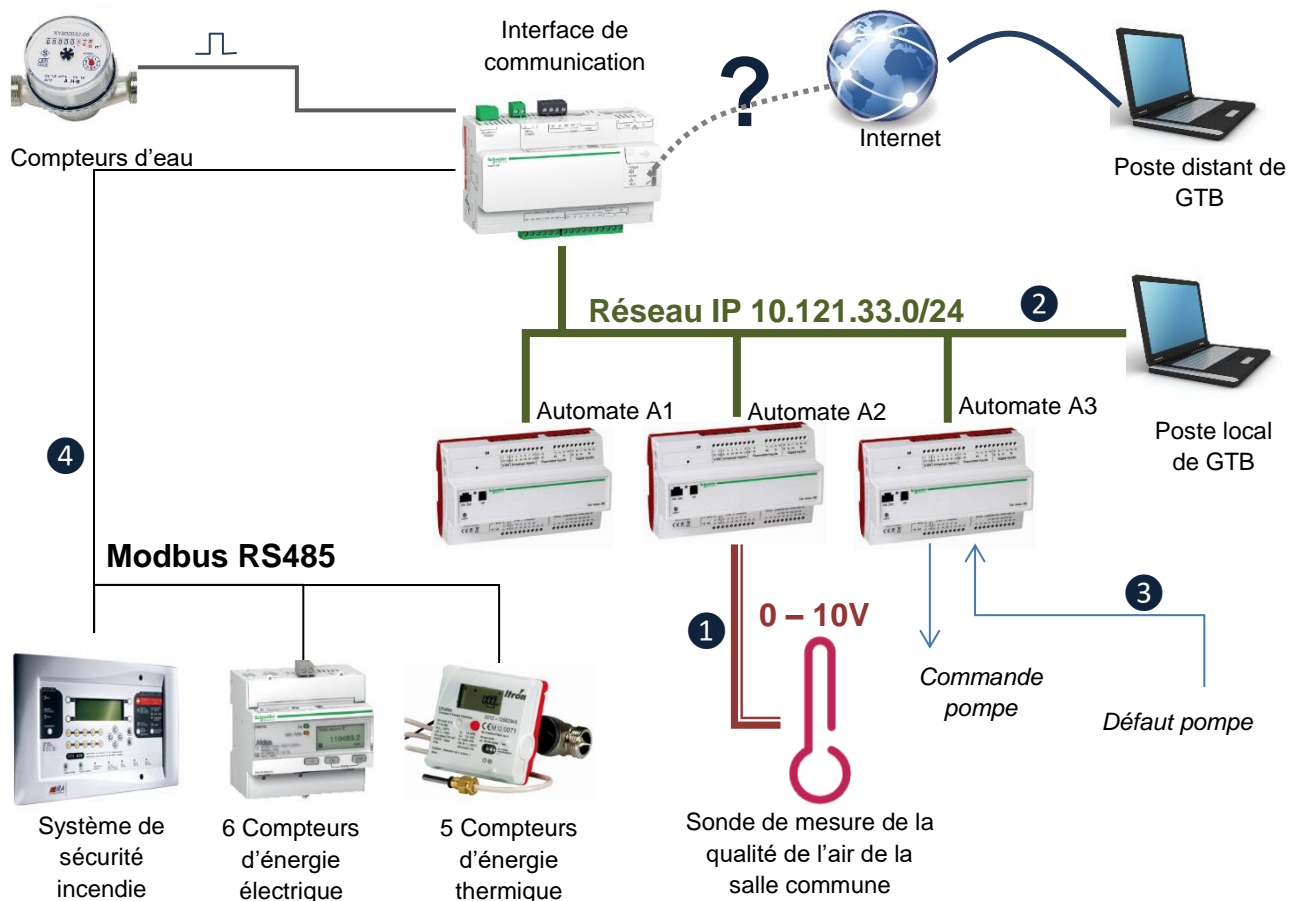 Interface de
communication
?
Internet
Compteurs d'eau
Poste distant de
GTB
Réseau IP 10.121.33.0/24
2
Automate A1
Automate A2
Automate A3
Poste local
de GTB
4
Modbus RS485
1
0 – 10V
3
Commande
pompe
Défaut pompe
Itron
Système de
sécurité
incendie
6 Compteurs
d'énergie
électrique
5 Compteurs
d'énergie
thermique
Sonde de mesure de la
qualité de l'air de la
salle commune